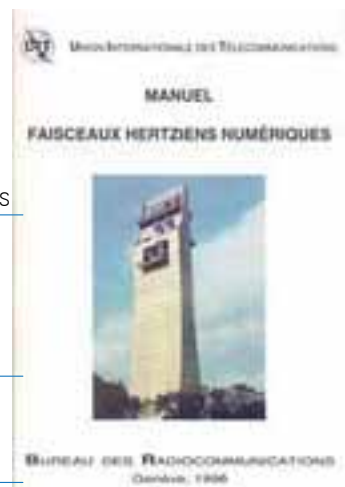 UNION INTERNATIONALE DES TÉLÉCOMMUNICATIONS
MANUEL
FAISCEAUX HERTZIENS NUMÉRIQUES
S
BUREAU DES RADIOCOMMUNICATIONS
Genève, 1996